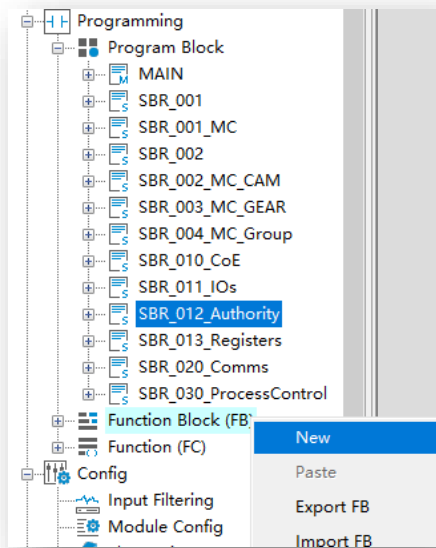 Programming
Program Block
MAIN
SBR_001
SBR_001_MC
SBR_002
SBR_002_MC_CAM
SBR_003_MC_GEAR
SBR_004_MC_Group
SBR_010_CoE
SBR_011_IOs
SBR_012_Authority
SBR_013_Registers
SBR_020_Comms
SBR_030_ProcessControl
Function Block (FB)
New
Function (FC)
Paste
Config
Input Filtering
Export FB
Module Config
Import FB